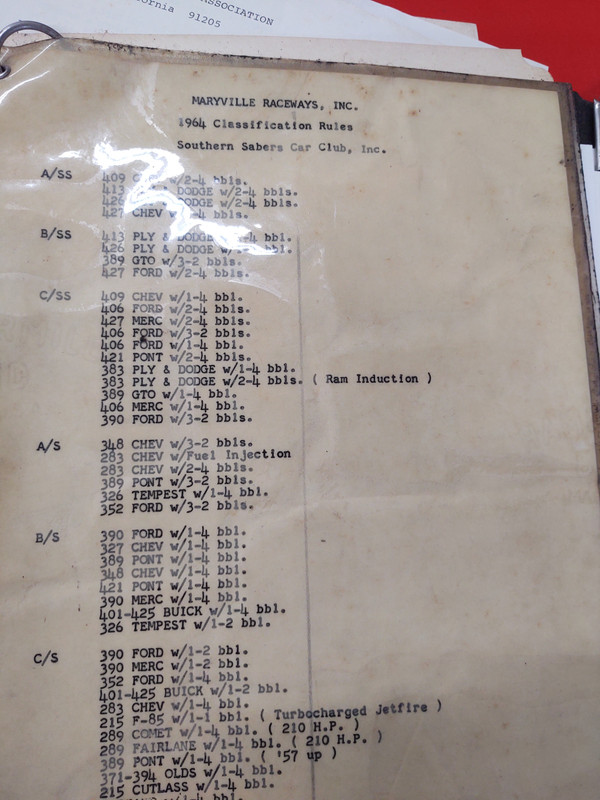 ASSOCIATION
ifornia 91205
MARYVILLE RACEWAYS, INC.
1964 Classification Rules
Southern Sabers Car Club, Inc.
A/SS
409 w/2-4 bbls.
413 & DODGE w/2-4 bbls.
426 DODGE w/2-4 bbls.
427 CHEV bbls.
B/SS
413 PLY & DODGE w/1-4 bbl.
426 PLY & DODGE bbl.
389 GTO w/3-2 bbls.
427 FORD w/2-4 bbls.
C/SS
409 CHEV w/1-4 bbl.
406 FORD w/2-4 bbls.
427 MERC w/2-4 bbls.
406 FORD w/3-2 bbls.
406 FORD w/1-4 bbl.
421 PONT w/2-4 bbls.
383 PLY & DODGE w/1-4 bbl.
383 PLY & DODGE w/2-4 bbls. ( Ram Induction )
389 GTO w/1-4 bbl.
406 MERC w/1-4 bbl.
390 FORD w/3-2 bbls.
A/S
348 CHEV w/3-2 bbls.
283 CHEV w/Fuel Injection
283 CHEV w/2-4 bbls.
389 PONT w/3-2 bbls.
326 TEMPEST w/1-4 bbl.
352 FORD w/3-2 bbls.
B/S
390 FORD w/1-4 bbl.
327 CHEV w/1-4 bbl.
389 PONT w/1-4 bbl.
348 CHEV w/1-4 bbl.
421 PONT w/1-4 bbl.
390 MERC w/1-4 bbl.
401-425 BUICK w/1-4 bbl.
326 TEMPEST w/1-2 bbl.
C/S
390 FORD w/1-2 bbl.
390 MERC w/1-2 bbl.
352 FORD w/1-4 bbl.
401-425 BUICK w/1-2 bbl.
283 CHEV w/1-4 bbl.
215 F-85 w/1-1 bbl. ( Turbocharged Jetfire )
289 COMET w/1-4 bbl. ( 210 H.P. )
289 FAIRLANE w/1-4 bbl. ( 210 H.P. )
389 PONT w/1-4 bbl. ( '57 up )
371-394 OLDS w/1-4 bbl.
215 CUTLASS w/1-4 bbl.